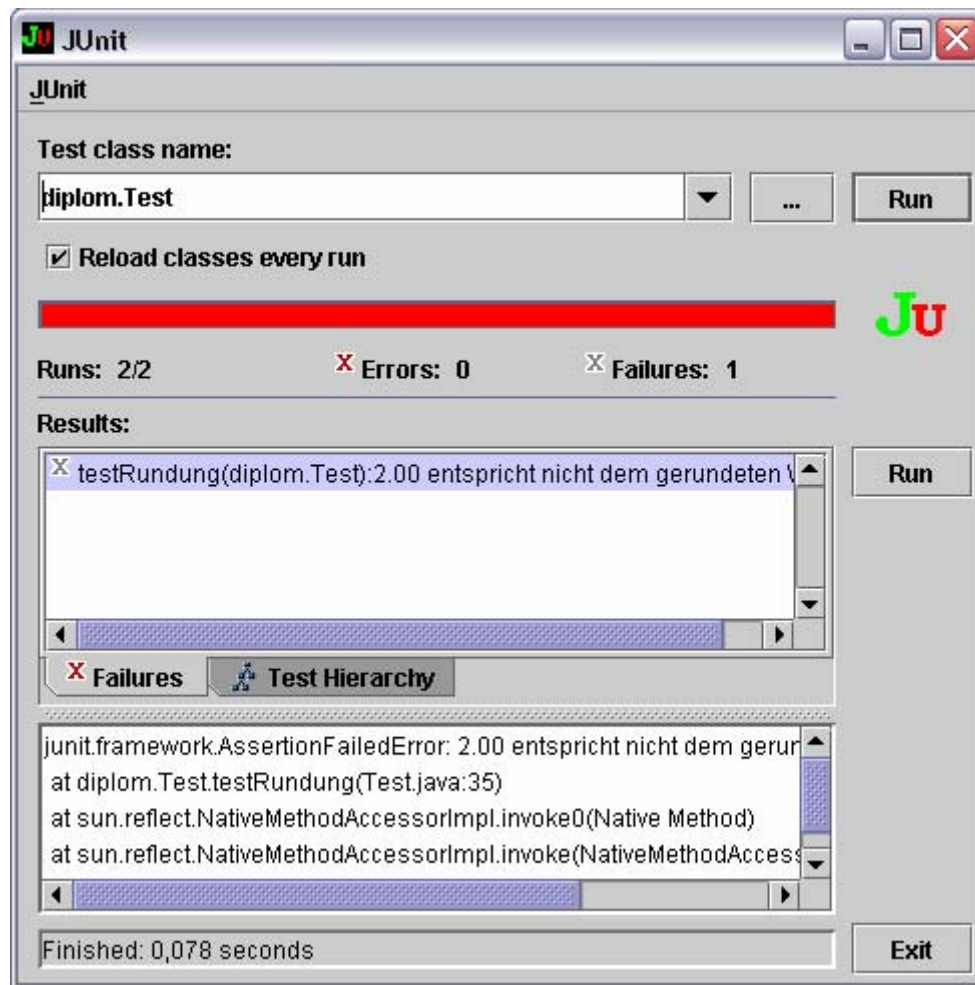 JU JUnit
JUnit
Test class name:
diplom.Test ... Run
Reload classes every run
JU
Runs: 2/2 X Errors: 0 X Failures: 1
Results:
X testRundung(diplom.Test):2.00 entspricht nicht dem gerundeten
Run
X Failures Test Hierarchy
junit.framework.AssertionFailedError: 2.00 entspricht nicht dem gerun
at diplom.Test.testRundung(Test.java:35)
at sun.reflect.NativeMethodAccessorImpl.invoke0(Native Method)
at sun.reflect.NativeMethodAccessorImpl.invoke(NativeMethodAccess
Finished: 0,078 seconds Exit